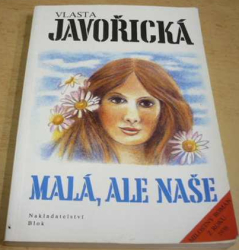 VLASTA
JAVOŘICKÁ
MALÁ, ALE NAŠE
Nakladatelství
Blok